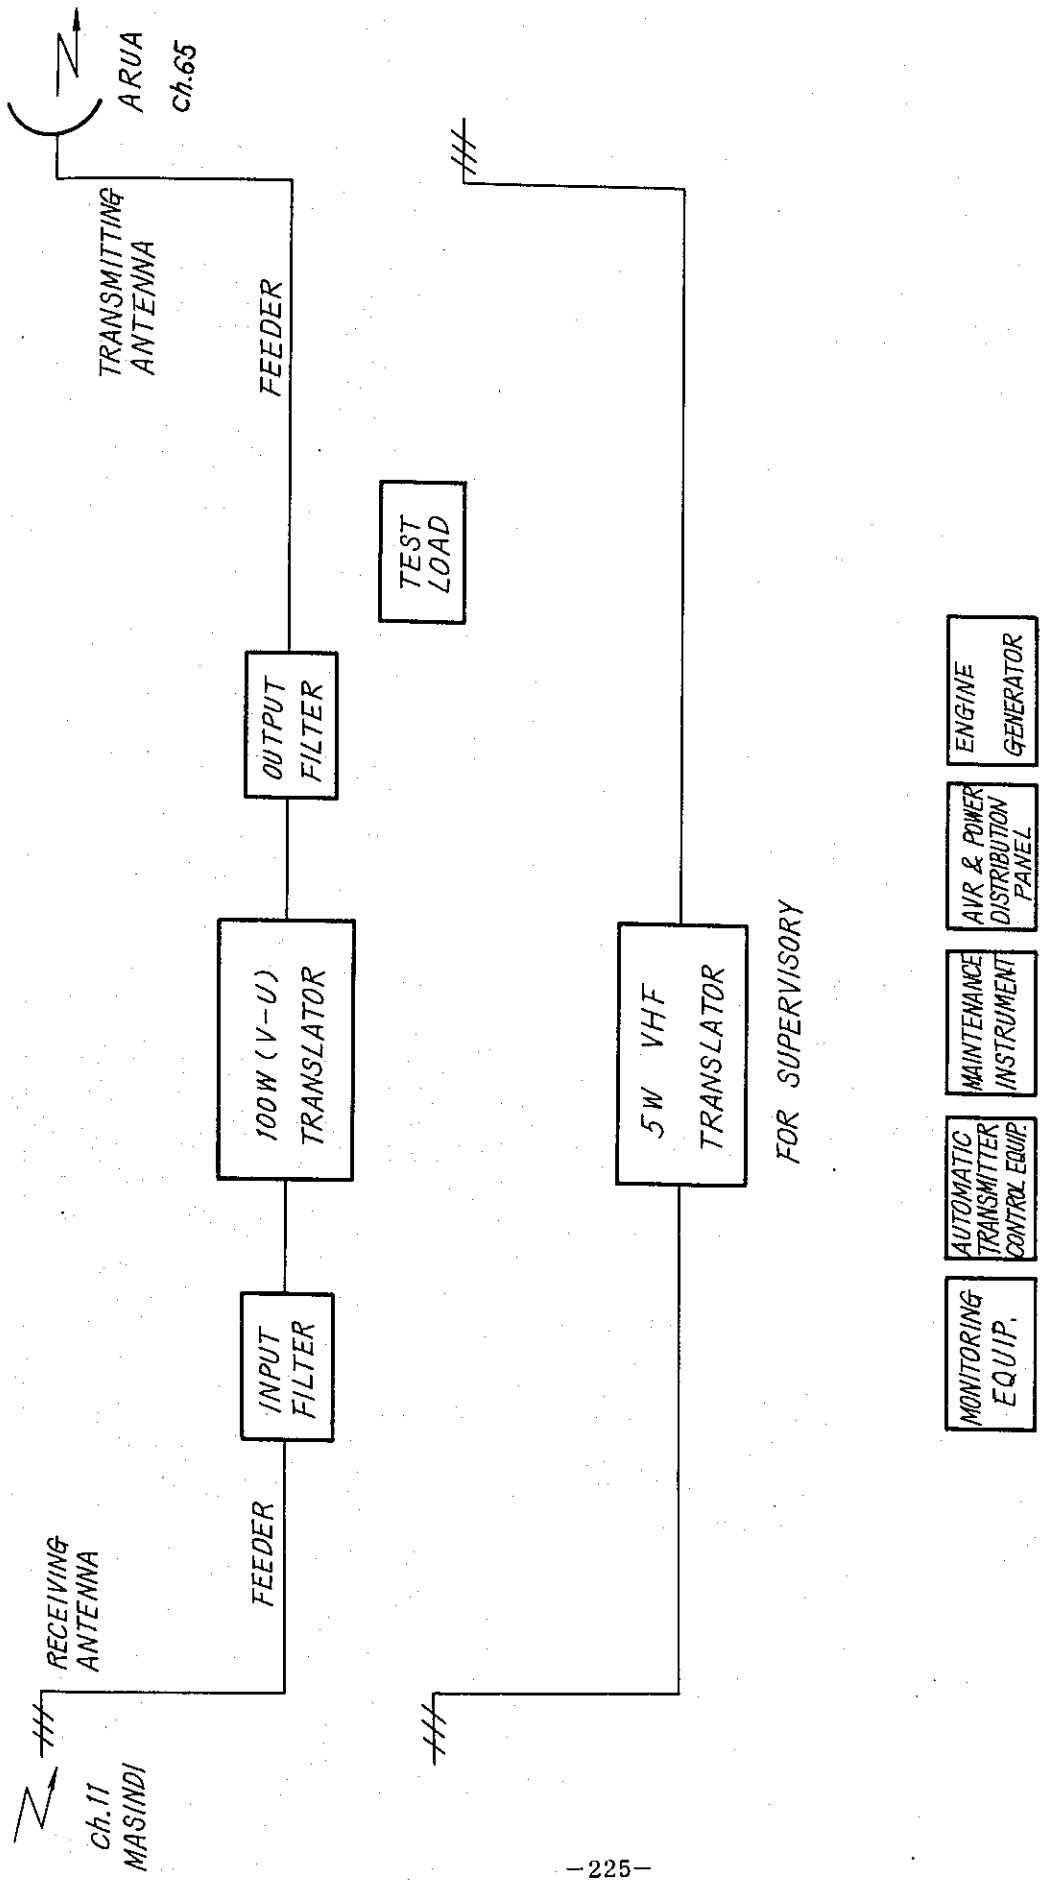 Ch.11
MASINDI
RECEIVING
ANTENNA
FEEDER
INPUT
FILTER
100W (V-U)
TRANSLATOR
OUTPUT
FILTER
FEEDER
TRANSMITTING
ANTENNA
ARUA
Ch.65
TEST
LOAD
5W VHF
TRANSLATOR
FOR SUPERVISORY
MONITORING
EQUIP.
AUTOMATIC
TRANSMITTER
CONTROL EQUIP.
MAINTENANCE
INSTRUMENT
AVR & POWER
DISTRIBUTION
PANEL
ENGINE
GENERATOR
-225-